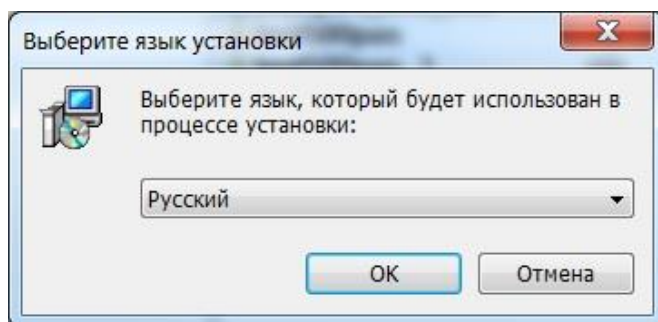 Выберите язык установки
Выберите язык, который будет использован в
процессе установки:
Русский
OK
Отмена